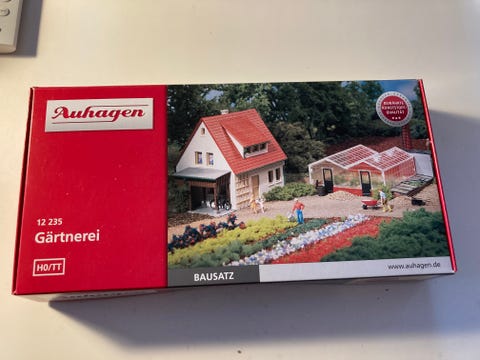 Auhagen
12 235
Gärtnerei
H0/TT
BAUSATZ
www.auhagen.de